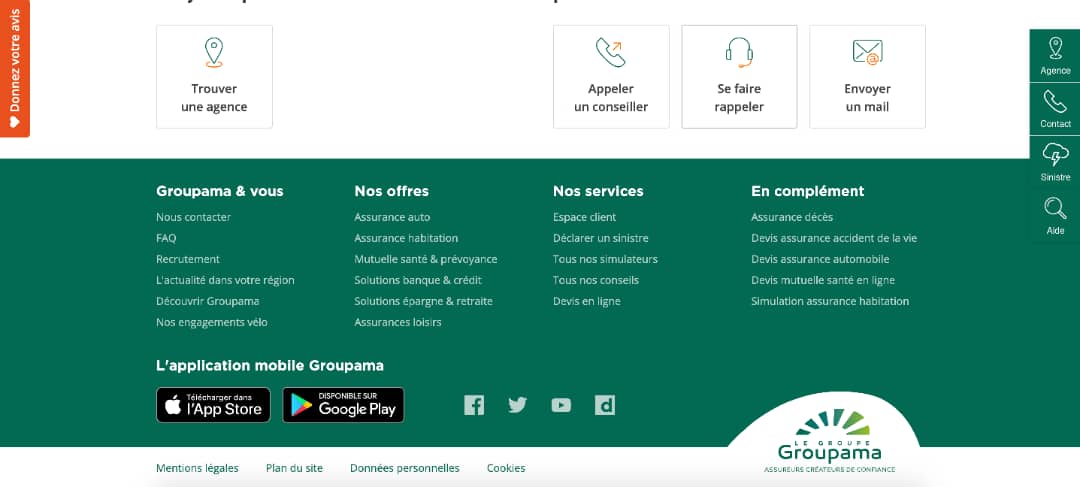 Donnez votre avis
Trouver
une agence
Appeler
un conseiller
Se faire
rappeler
Envoyer
un mail
Agence
Contact
Sinistre
Aide
Groupama & vous
Nous contacter
FAQ
Recrutement
L'actualité dans votre région
Découvrir Groupama
Nos engagements vélo
Nos offres
Assurance auto
Assurance habitation
Mutuelle santé & prévoyance
Solutions banque & crédit
Solutions épargne & retraite
Assurances loisirs
Nos services
Espace client
Déclarer un sinistre
Tous nos simulateurs
Tous nos conseils
Devis en ligne
En complément
Assurance décès
Devis assurance accident de la vie
Devis assurance automobile
Devis mutuelle santé en ligne
Simulation assurance habitation
L'application mobile Groupama
Télécharger dans
l'App Store
DISPONIBLE SUR
Google Play
LE GROUPE
Groupama
ASSUREURS CRÉATEURS DE CONFIANCE
Mentions légales
Plan du site
Données personnelles
Cookies